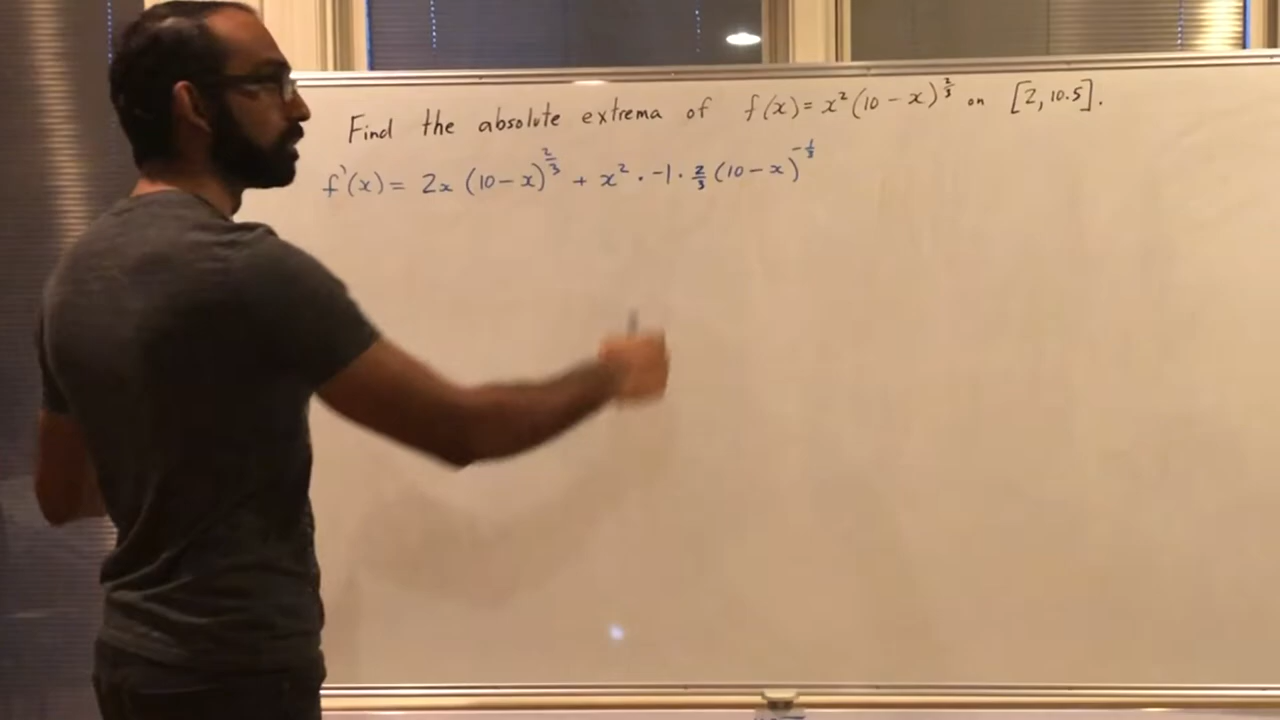 Find the absolute extrema of f(x) = x²(10 - x)^(2/3) on [2, 10.5].
f'(x) = 2x (10 - x)^(2/3) + x² · -1 · 2/3 (10 - x)^(-1/3)